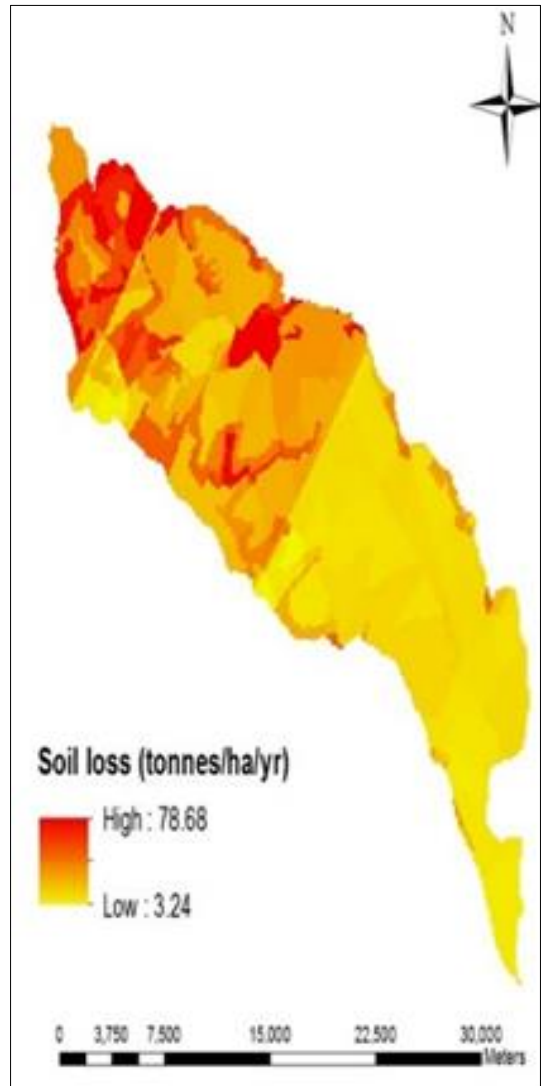 N
Soil loss (tonnes/ha/yr)
High : 78.68
Low : 3.24
0 3,750 7,500 15,000 22,500 30,000
Meters